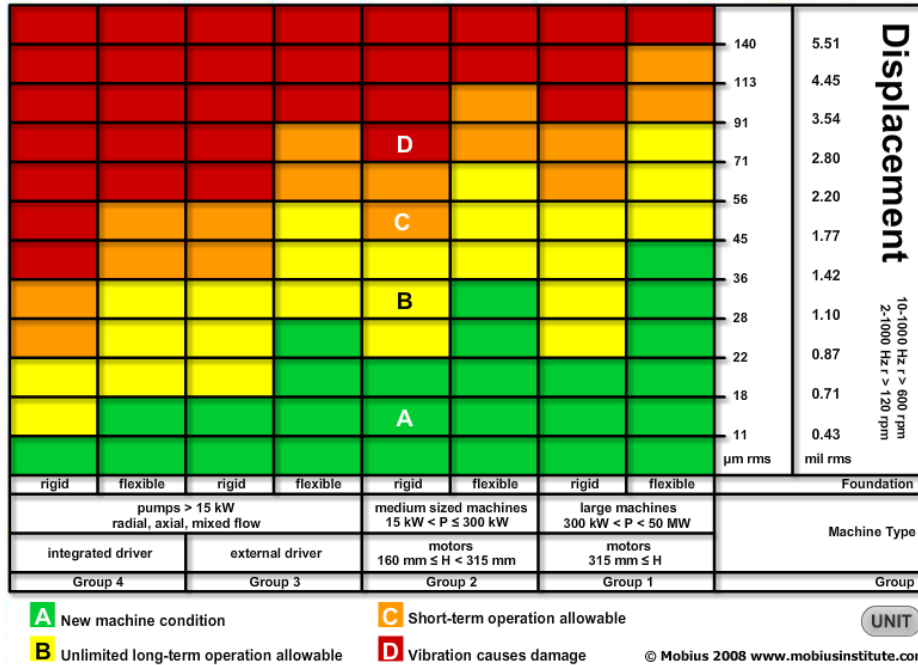 Displacement
10-1000 Hz r > 600 rpm
2-1000 Hz r > 120 rpm
140 5.51
113 4.45
91 3.54
D
71 2.80
56 2.20
C
45 1.77
36 1.42
B
28 1.10
22 0.87
18 0.71
A
11 0.43
µm rms mil rms
rigid flexible rigid flexible rigid flexible rigid flexible Foundation
pumps > 15 kW
radial, axial, mixed flow
medium sized machines
15 kW < P ≤ 300 kW
large machines
300 kW < P < 50 MW
Machine Type
integrated driver external driver
motors
160 mm ≤ H < 315 mm
motors
315 mm ≤ H
Group 4 Group 3 Group 2 Group 1 Group
A New machine condition
C Short-term operation allowable
UNIT
B Unlimited long-term operation allowable
D Vibration causes damage
© Mobius 2008 www.mobiusinstitute.com